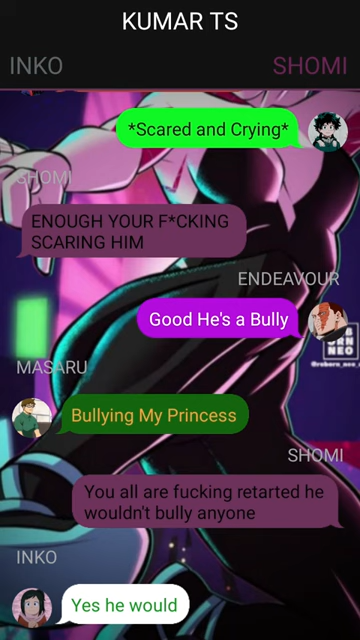 KUMAR TS
INKO
SHOMI
*Scared and Crying*
SHOMI
ENOUGH YOUR F*CKING
SCARING HIM
ENDEAVOUR
Good He's a Bully
MASARU
Bullying My Princess
SHOMI
You all are fucking retarted he
wouldn't bully anyone
INKO
Yes he would